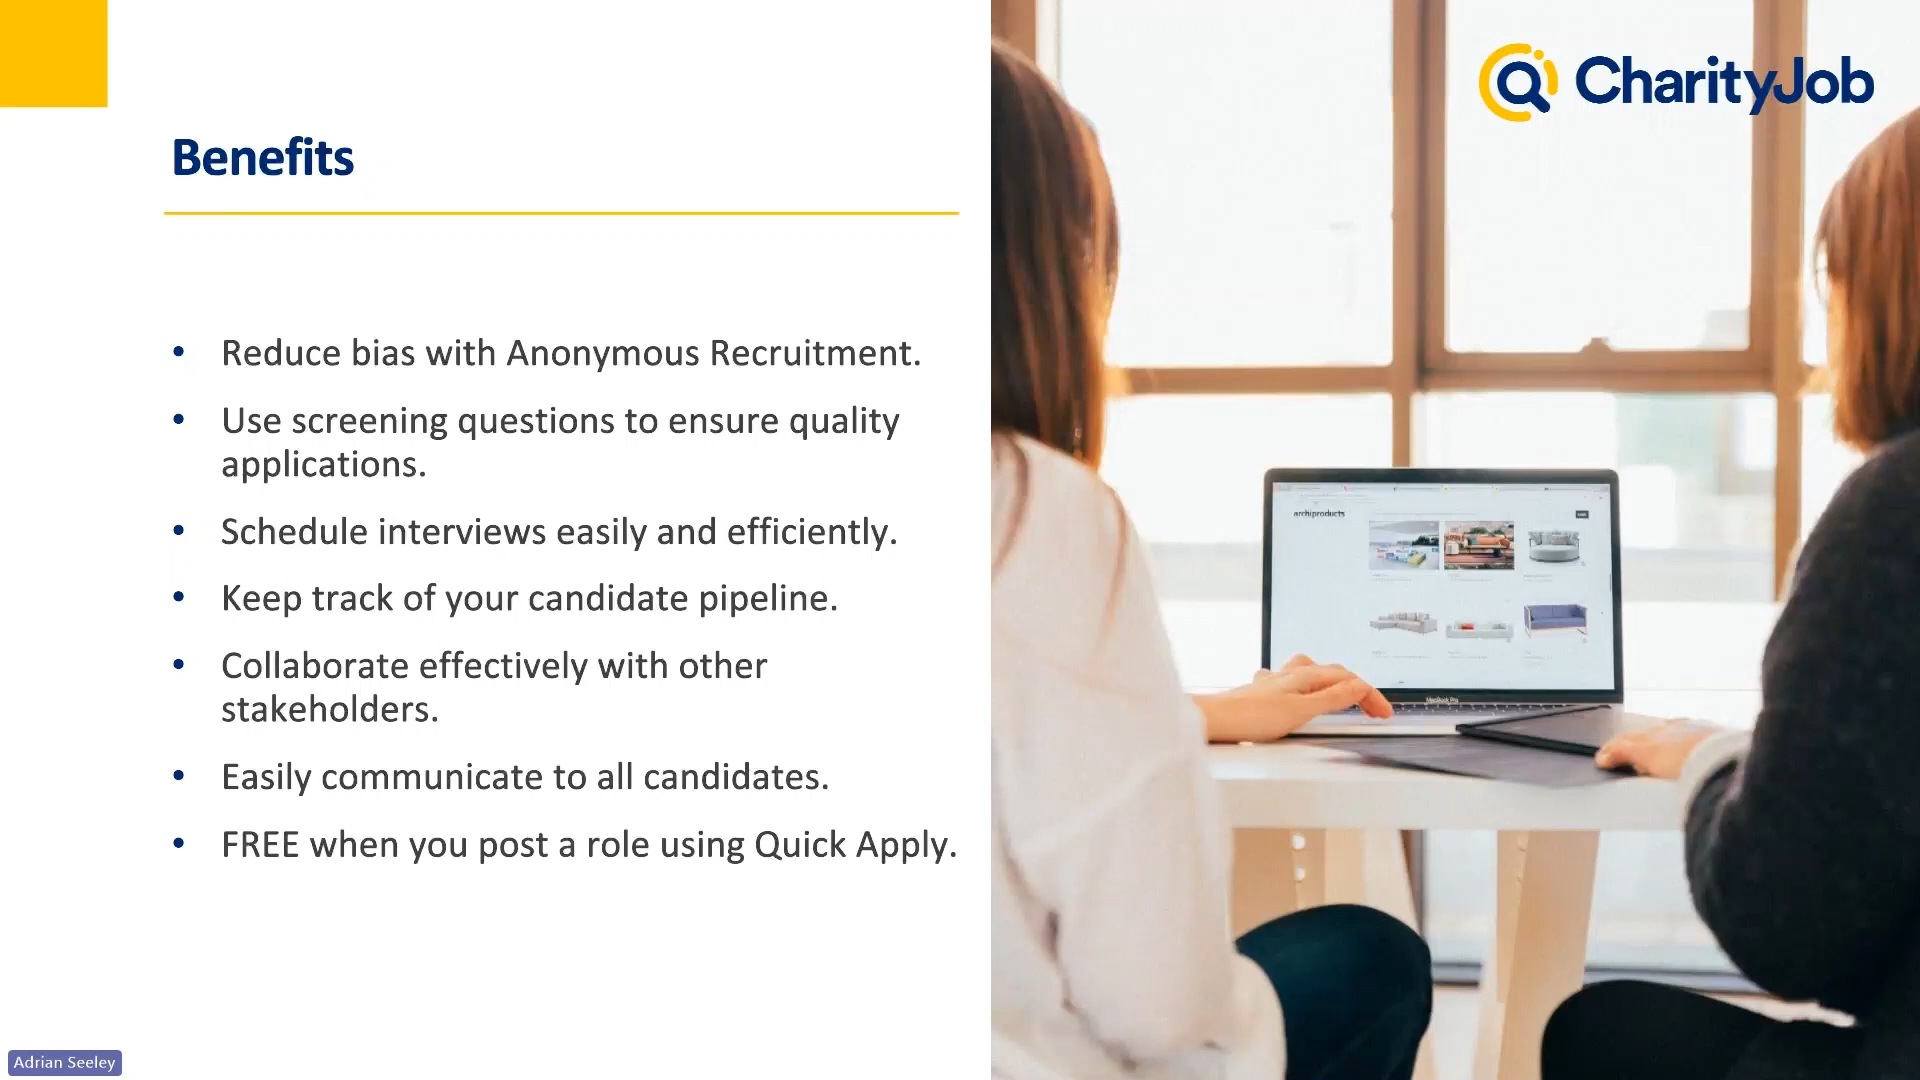 CharityJob
Benefits
• Reduce bias with Anonymous Recruitment.
• Use screening questions to ensure quality
applications.
• Schedule interviews easily and efficiently.
• Keep track of your candidate pipeline.
• Collaborate effectively with other
stakeholders.
• Easily communicate to all candidates.
• FREE when you post a role using Quick Apply.
archiproducts
MacBook Pro
Adrian Seeley